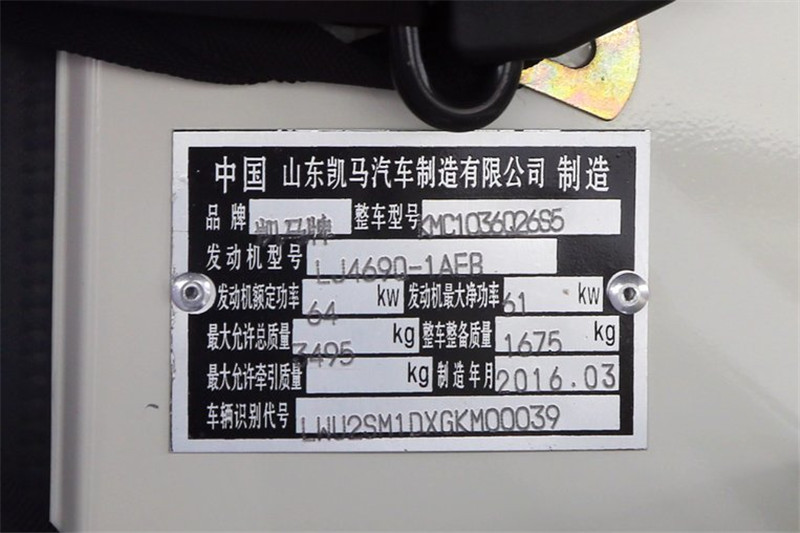 中国 山东凯马汽车制造有限公司 制造
品牌 凯马牌 整车型号 KMC1036Q26S5
发动机型号 LJ469Q-1AEB
发动机额定功率 64 kw 发动机最大净功率 61 kw
最大允许总质量 3495 kg 整车整备质量 1675 kg
最大允许牵引质量 kg 制造年月 2016.03
车辆识别代号 LWU2SM1DXGKM00039